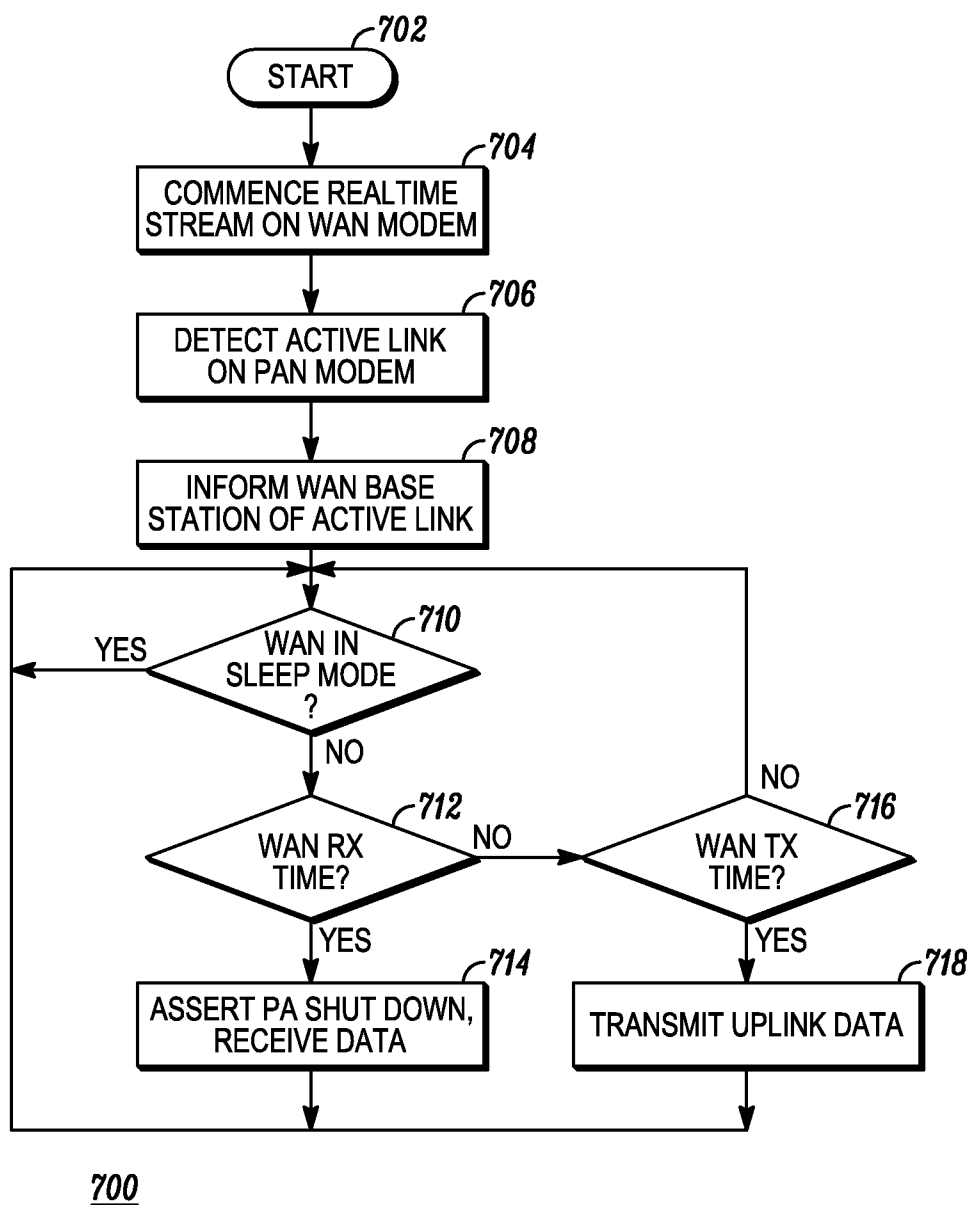 702
START
704
COMMENCE REALTIME
STREAM ON WAN MODEM
706
DETECT ACTIVE LINK
ON PAN MODEM
708
INFORM WAN BASE
STATION OF ACTIVE LINK
710
YES
WAN IN
SLEEP MODE
?
NO
712
WAN RX
TIME?
NO
NO
716
WAN TX
TIME?
YES
714
ASSERT PA SHUT DOWN,
RECEIVE DATA
YES
718
TRANSMIT UPLINK DATA
700